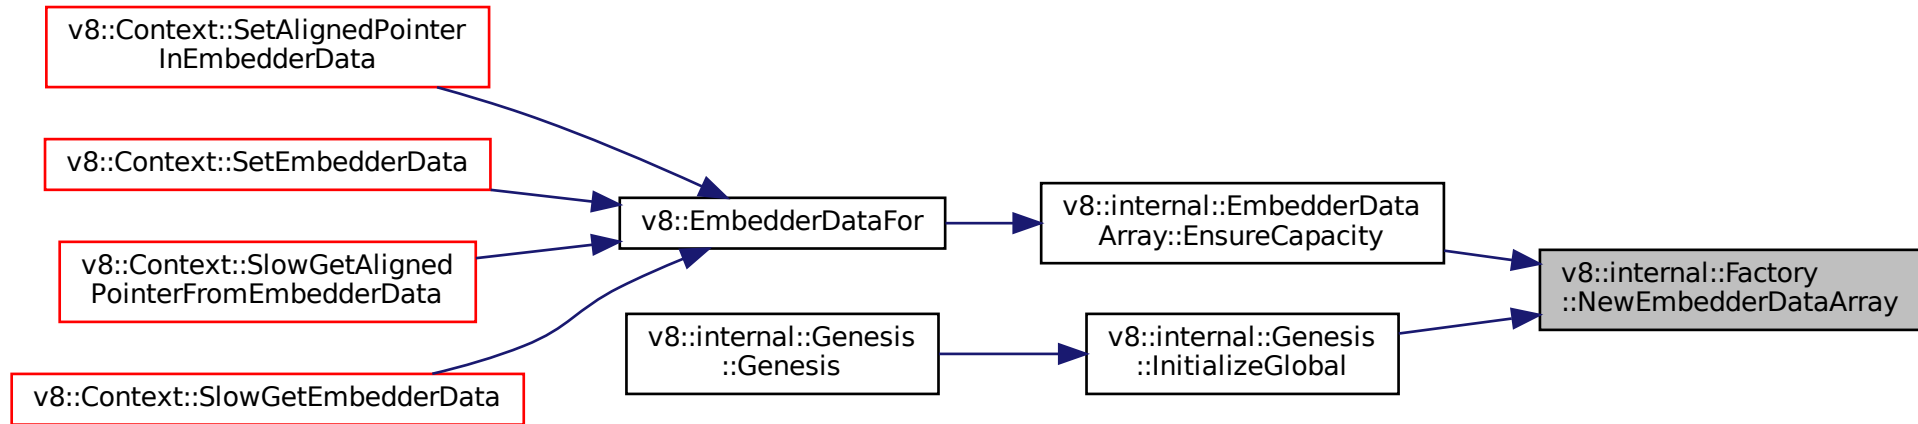 v8::Context::SetAlignedPointer
InEmbedderData
v8::Context::SetEmbedderData
v8::Context::SlowGetAligned
PointerFromEmbedderData
v8::Context::SlowGetEmbedderData
v8::EmbedderDataFor
v8::internal::Genesis
::Genesis
v8::internal::EmbedderData
Array::EnsureCapacity
v8::internal::Genesis
::InitializeGlobal
v8::internal::Factory
::NewEmbedderDataArray